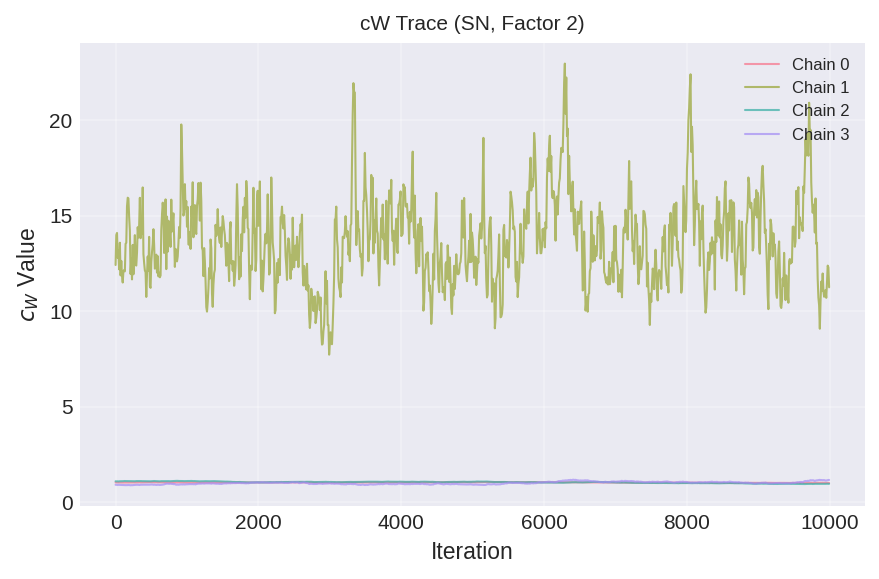 cW Trace (SN, Factor 2)
Chain 0
Chain 1
Chain 2
Chain 3
20
15
10
5
0
c_W Value
0 2000 4000 6000 8000 10000
Iteration